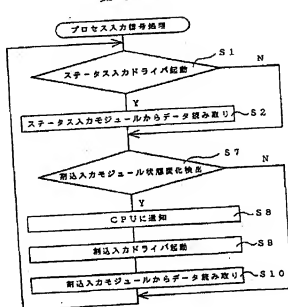 プロセス入力信号処理
S1
ステータス入力ドライバ起動
N
Y
ステータス入力モジュールからデータ読み取り
S2
S7
割込入力モジュール状態変化検出
N
Y
CPUに通知
S8
割込入力ドライバ起動
S9
割込入力モジュールからデータ読み取り
S10